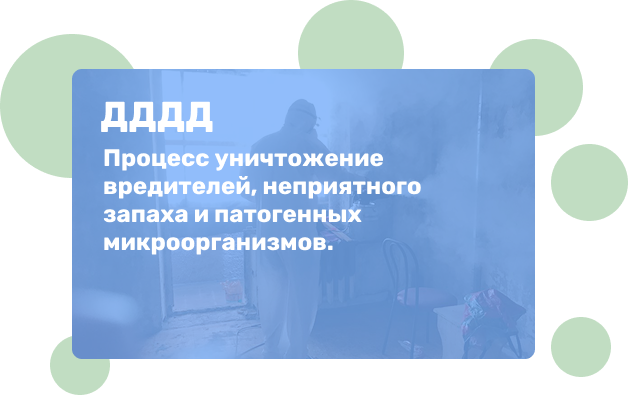 ДДДД
Процесс уничтожение
вредителей, неприятного
запаха и патогенных
микроорганизмов.